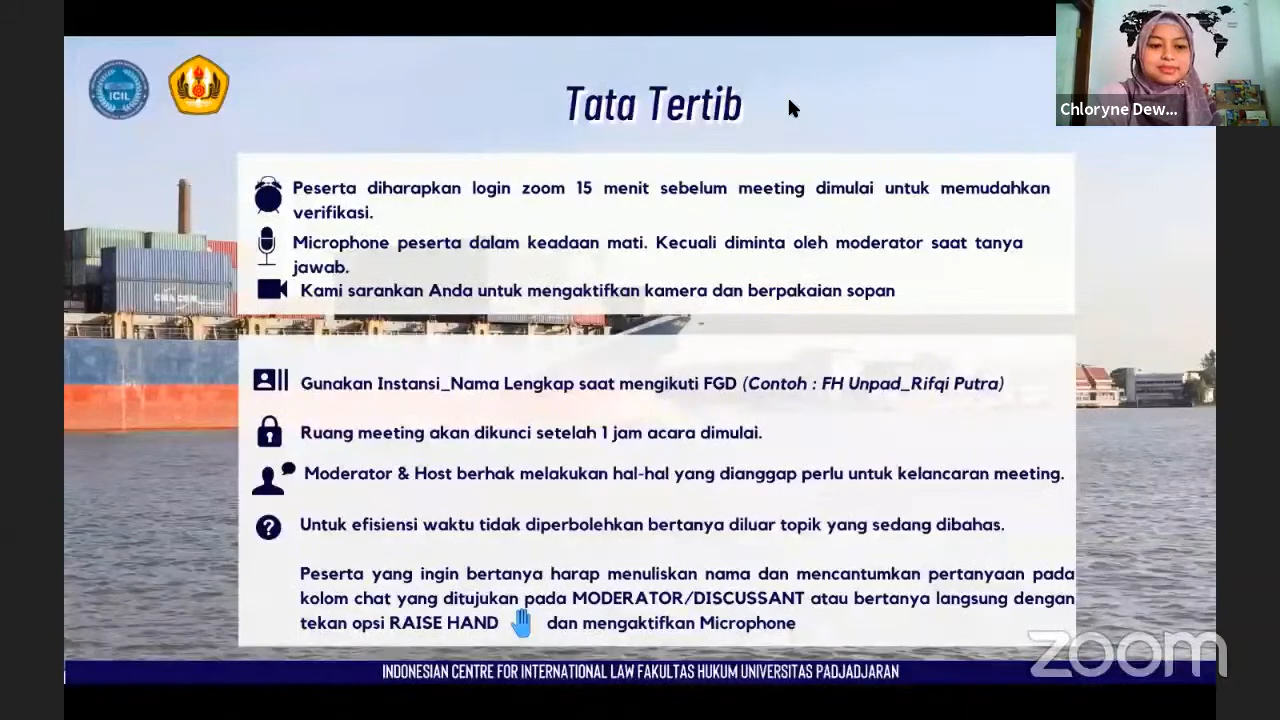 ICIL
Tata Tertib
Chloryne Dew...
Peserta diharapkan login zoom 15 menit sebelum meeting dimulai untuk memudahkan
verifikasi.
Microphone peserta dalam keadaan mati. Kecuali diminta oleh moderator saat tanya
jawab.
Kami sarankan Anda untuk mengaktifkan kamera dan berpakaian sopan
Gunakan Instansi_Nama Lengkap saat mengikuti FGD (Contoh : FH Unpad_Rifqi Putra)
Ruang meeting akan dikunci setelah 1 jam acara dimulai.
Moderator & Host berhak melakukan hal-hal yang dianggap perlu untuk kelancaran meeting.
Untuk efisiensi waktu tidak diperbolehkan bertanya diluar topik yang sedang dibahas.
Peserta yang ingin bertanya harap menuliskan nama dan mencantumkan pertanyaan pada
kolom chat yang ditujukan pada MODERATOR/DISCUSSANT atau bertanya langsung dengan
tekan opsi RAISE HAND dan mengaktifkan Microphone
zoom
INDONESIAN CENTRE FOR INTERNATIONAL LAW FAKULTAS HUKUM UNIVERSITAS PADJADJARAN